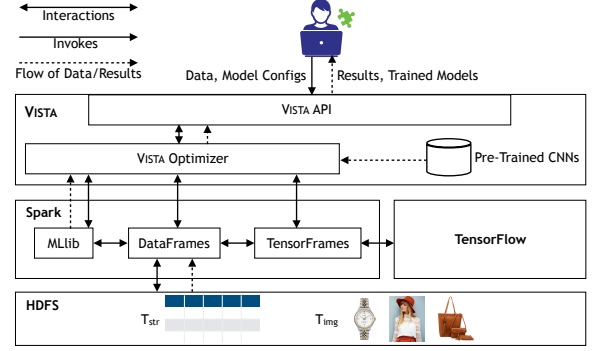 Interactions
Invokes
Flow of Data/Results
Data, Model Configs
Results, Trained Models
VISTA
VISTA API
VISTA Optimizer
Pre-Trained CNNs
Spark
MLlib
DataFrames
TensorFrames
TensorFlow
HDFS
Tstr
Timg